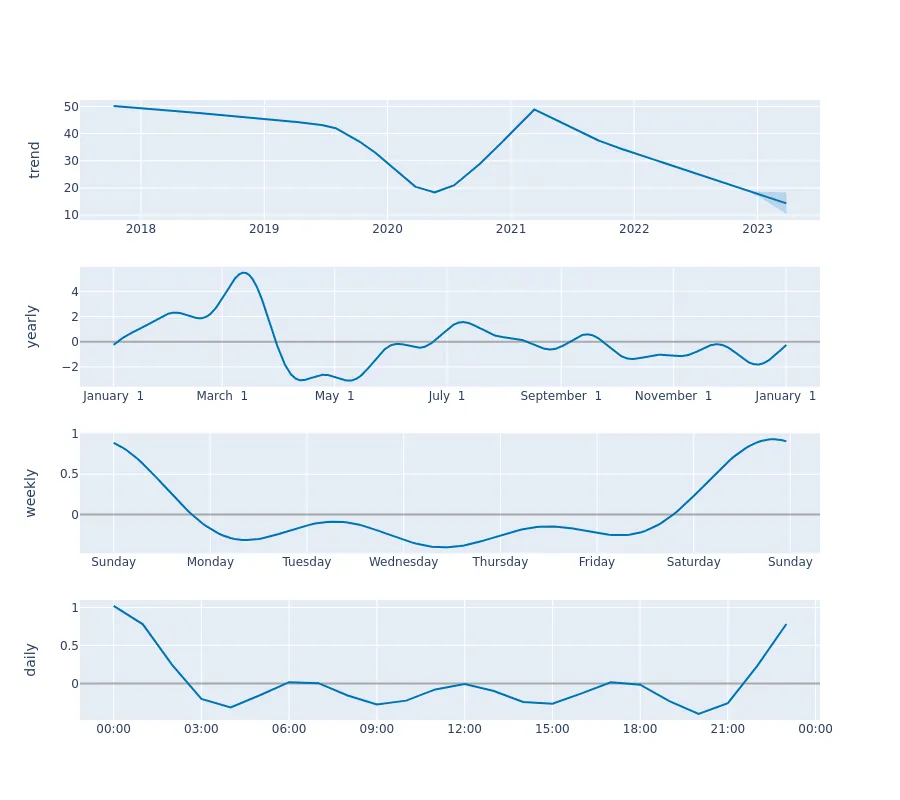 50
40
30
20
10
trend
2018 2019 2020 2021 2022 2023
4
2
0
−2
yearly
January 1 March 1 May 1 July 1 September 1 November 1 January 1
1
0.5
0
weekly
Sunday Monday Tuesday Wednesday Thursday Friday Saturday Sunday
1
0.5
0
daily
00:00 03:00 06:00 09:00 12:00 15:00 18:00 21:00 00:00